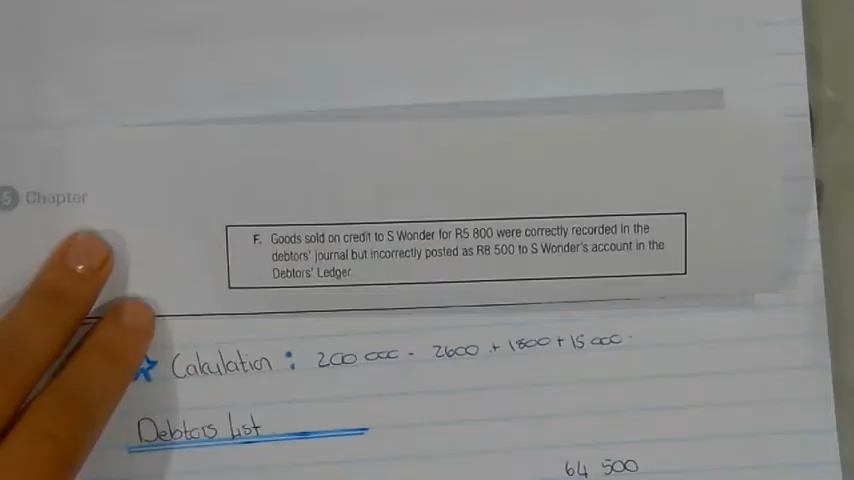 5 Chapter
F. Goods sold on credit to S Wonder for R5 800 were correctly recorded in the
debtors' journal but incorrectly posted as R8 500 to S Wonder's account in the
Debtors' Ledger
Calculation : 200 000 - 2600 + 1800 + 15 000
Debtors list
64 500